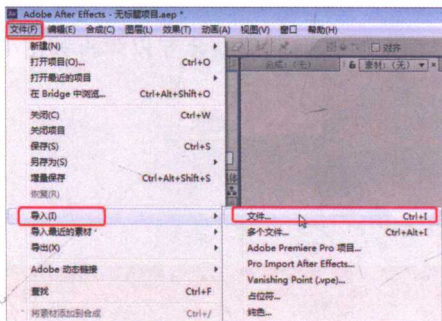 Adobe After Effects - 无标题项目.aep *
文件(F) 编辑(E) 合成(C) 图层(L) 效果(T) 动画(A) 视图(V) 窗口 帮助(H)
新建(N)
对齐
打开项目(O)... Ctrl+O
合成:(无) 素材:(无)
打开最近的项目
在 Bridge 中浏览... Ctrl+Alt+Shift+O
关闭(C) Ctrl+W
关闭项目
保存(S) Ctrl+S
另存为(S)
增量保存 Ctrl+Alt+Shift+S
恢复(R)
导入(I)
文件... Ctrl+I
导入最近的素材
多个文件... Ctrl+Alt+I
导出(X)
Adobe Premiere Pro 项目...
Adobe 动态链接
Pro Import After Effects...
Vanishing Point (.vpe)...
查找 Ctrl+F
占位符...
将素材添加到合成 Ctrl+/
纯色...